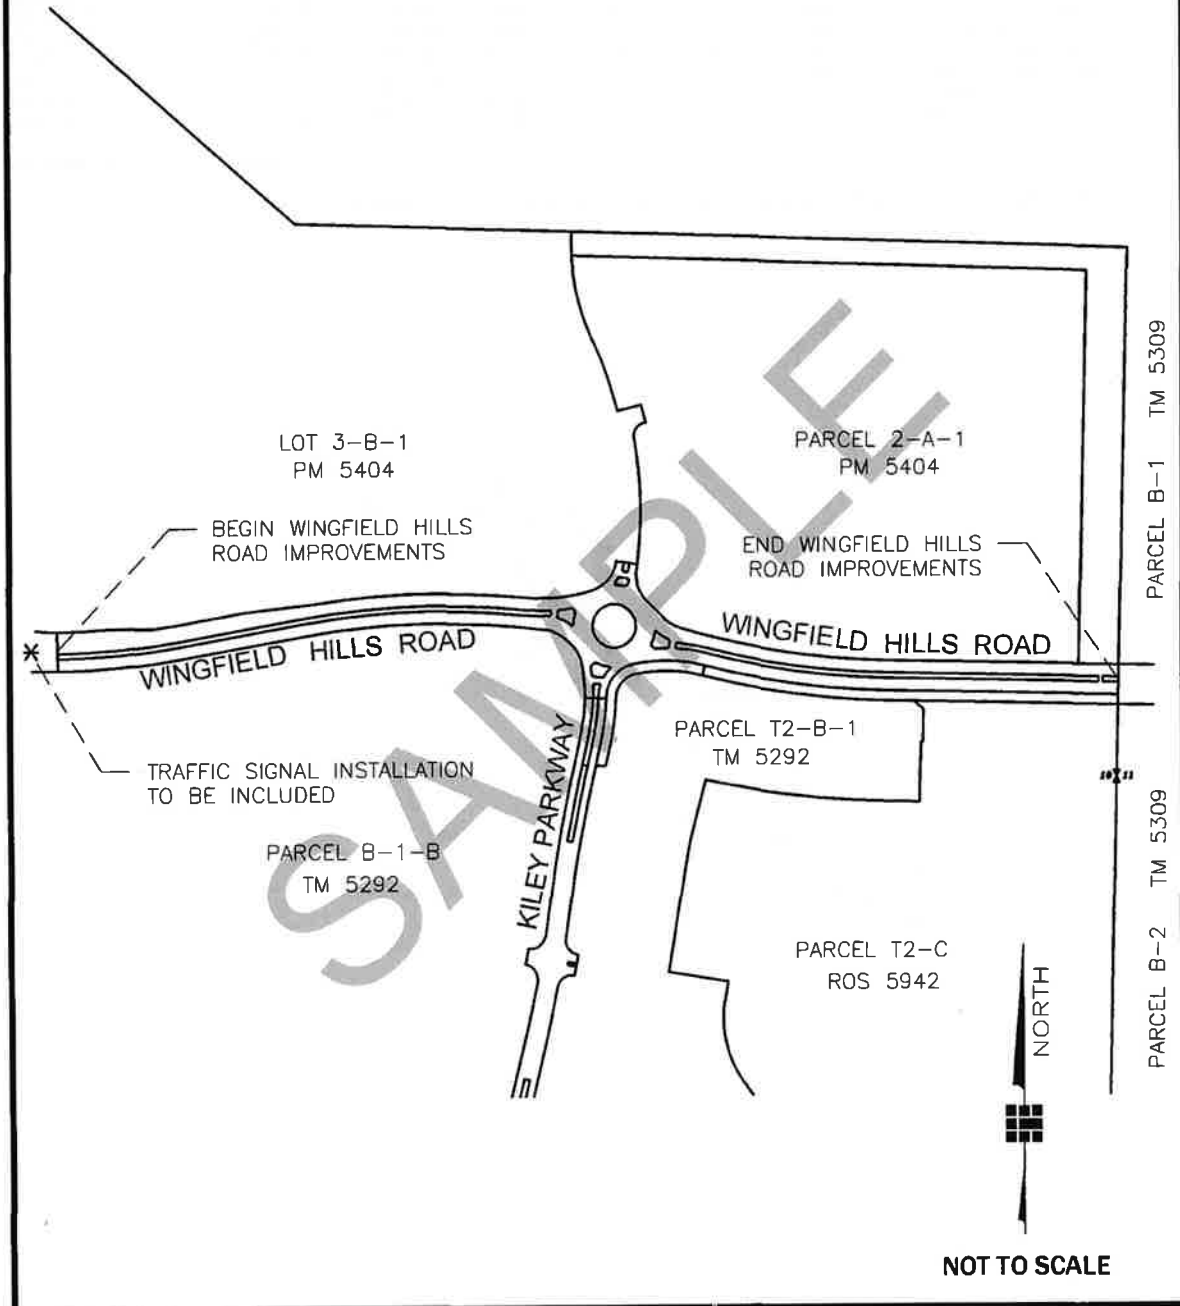 LOT 3-B-1
PM 5404
PARCEL 2-A-1
PM 5404
PARCEL B-1 TM 5309
BEGIN WINGFIELD HILLS
ROAD IMPROVEMENTS
END WINGFIELD HILLS
ROAD IMPROVEMENTS
WINGFIELD HILLS ROAD
WINGFIELD HILLS ROAD
SAMPLE
TRAFFIC SIGNAL INSTALLATION
TO BE INCLUDED
PARCEL T2-B-1
TM 5292
KILEY PARKWAY
PARCEL B-1-B
TM 5292
PARCEL T2-C
ROS 5942
PARCEL B-2 TM 5309
NORTH
NOT TO SCALE